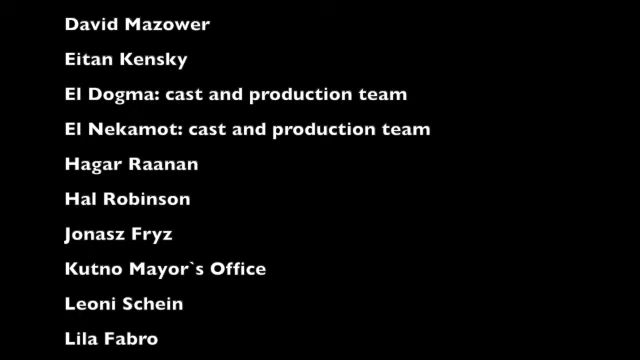 David Mazower
Eitan Kensky
El Dogma: cast and production team
El Nekamot: cast and production team
Hagar Raanan
Hal Robinson
Jonasz Fryz
Kutno Mayor`s Office
Leoni Schein
Lila Fabro